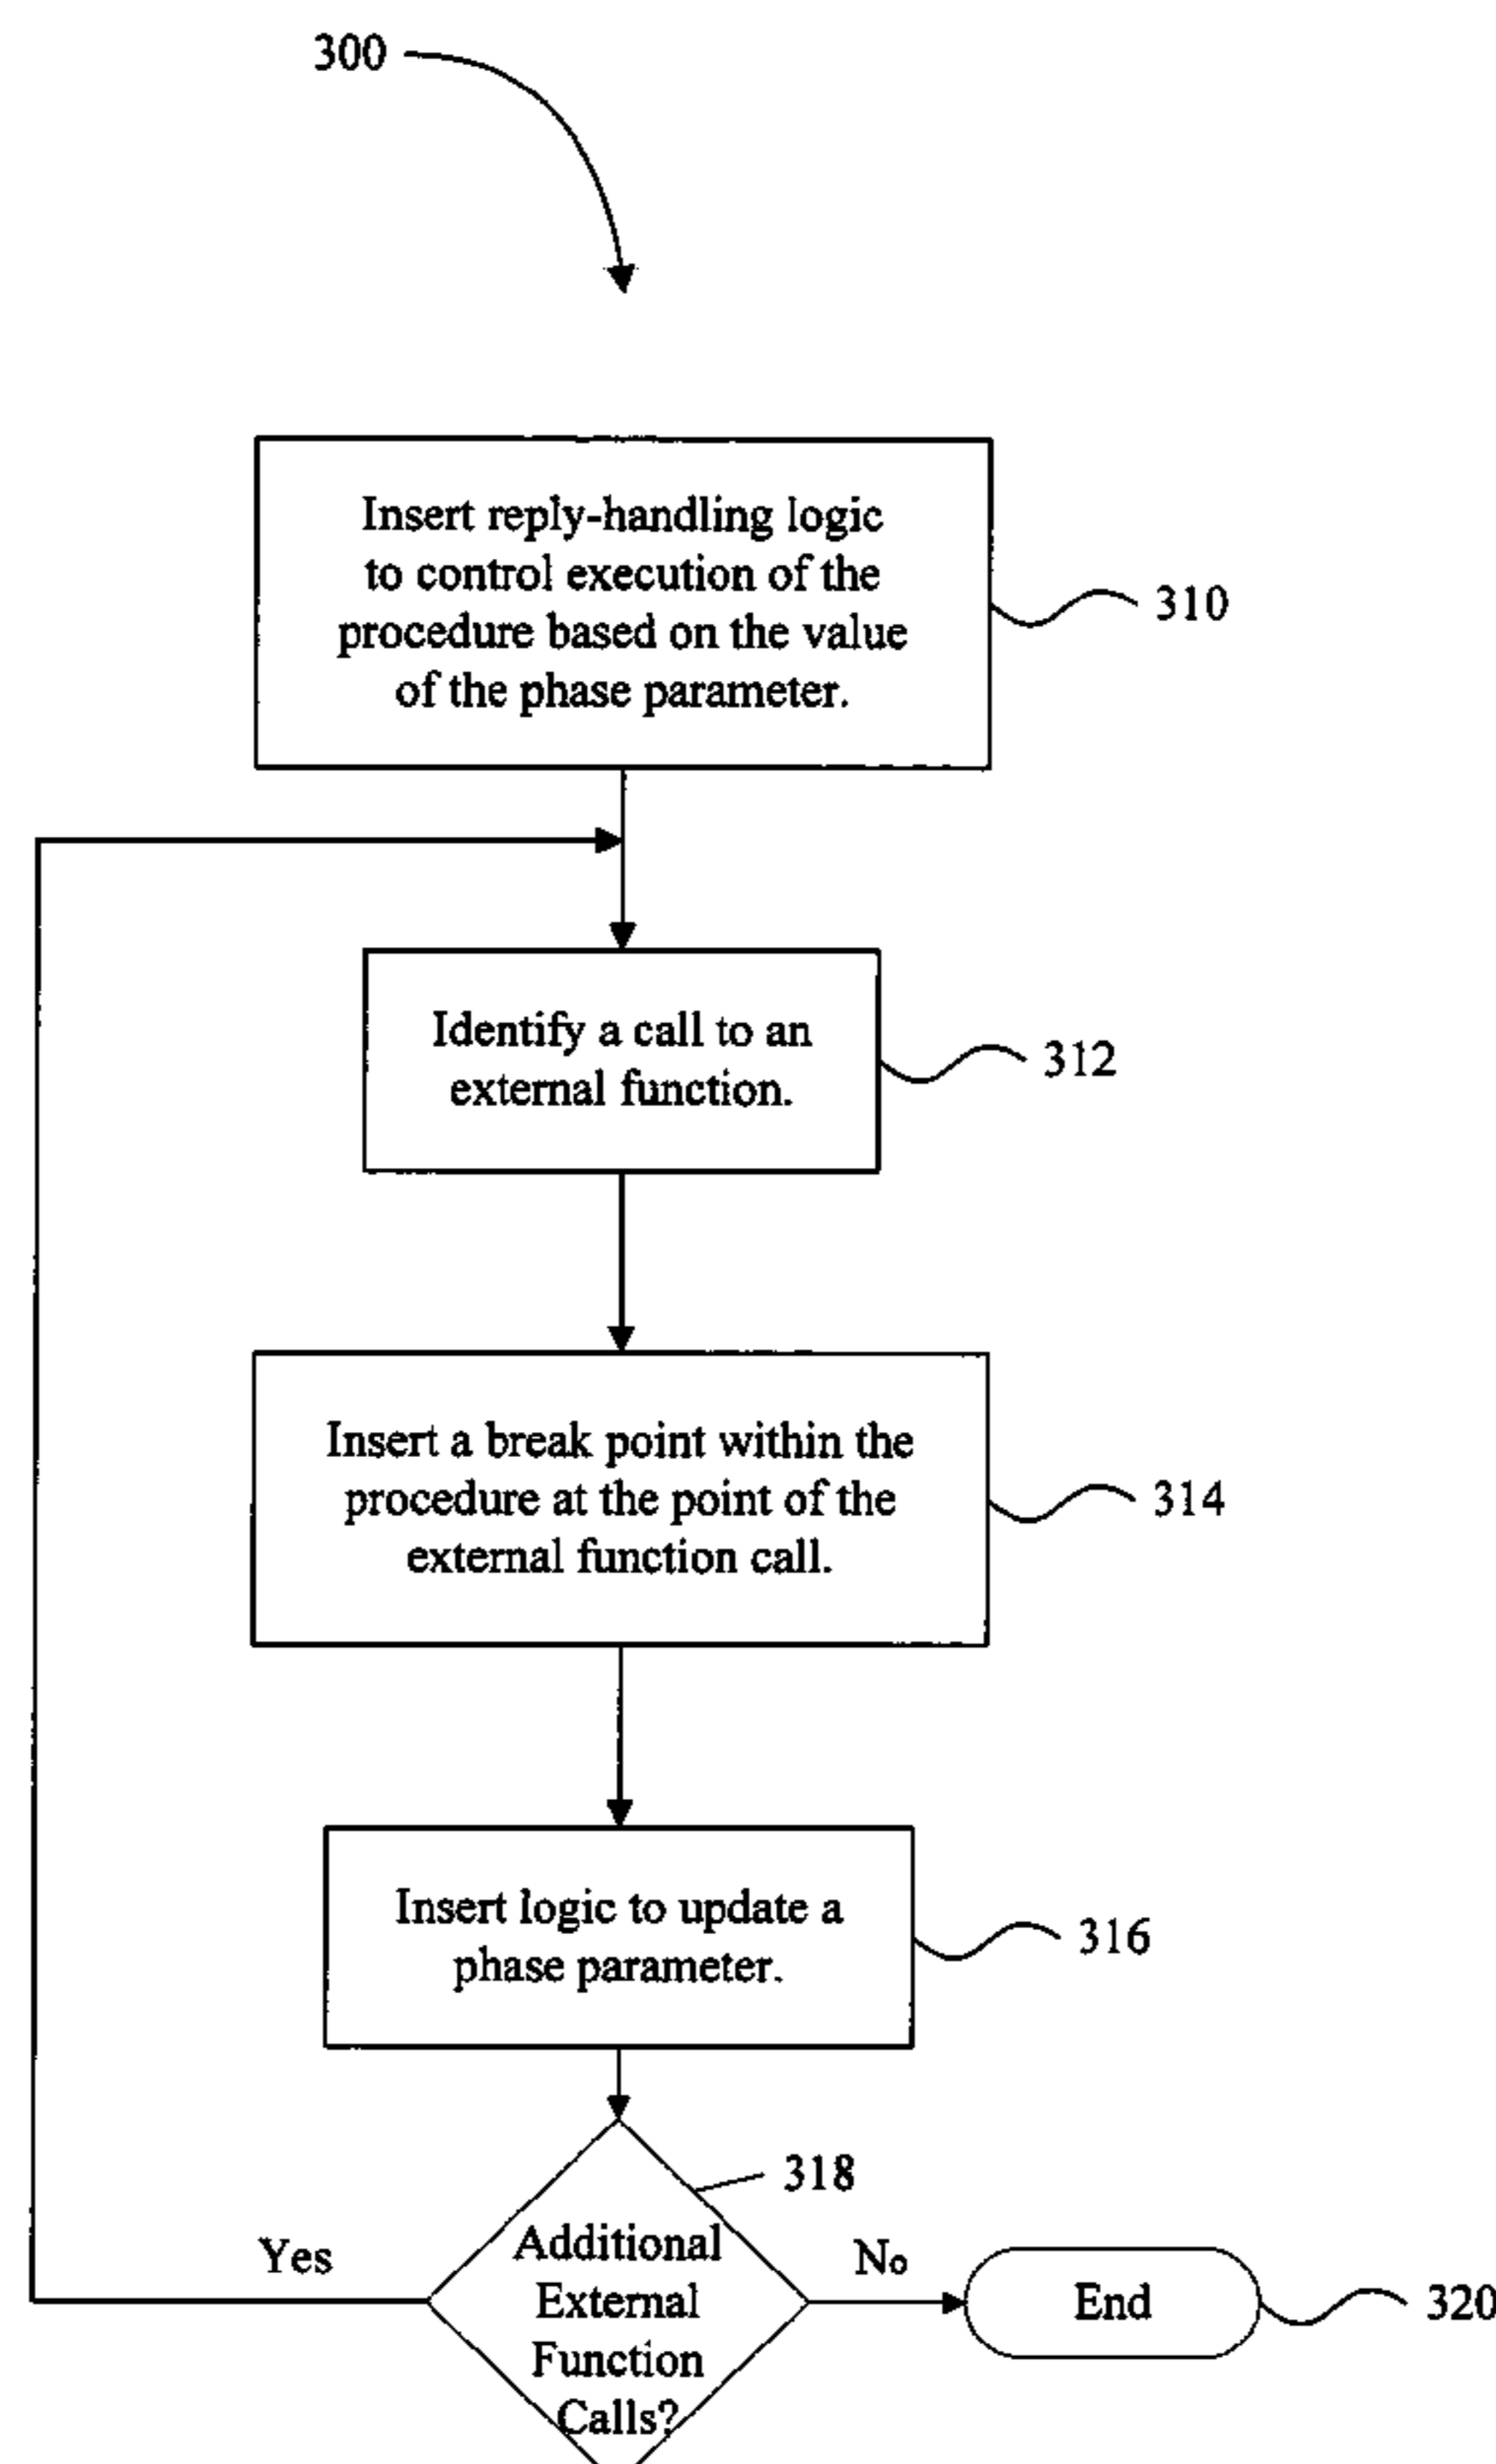 300
Insert reply-handling logic
to control execution of the
procedure based on the value
of the phase parameter.
310
Identify a call to an
external function.
312
Insert a break point within the
procedure at the point of the
external function call.
314
Insert logic to update a
phase parameter.
316
318
Additional
External
Function
Calls?
Yes
No
End
320